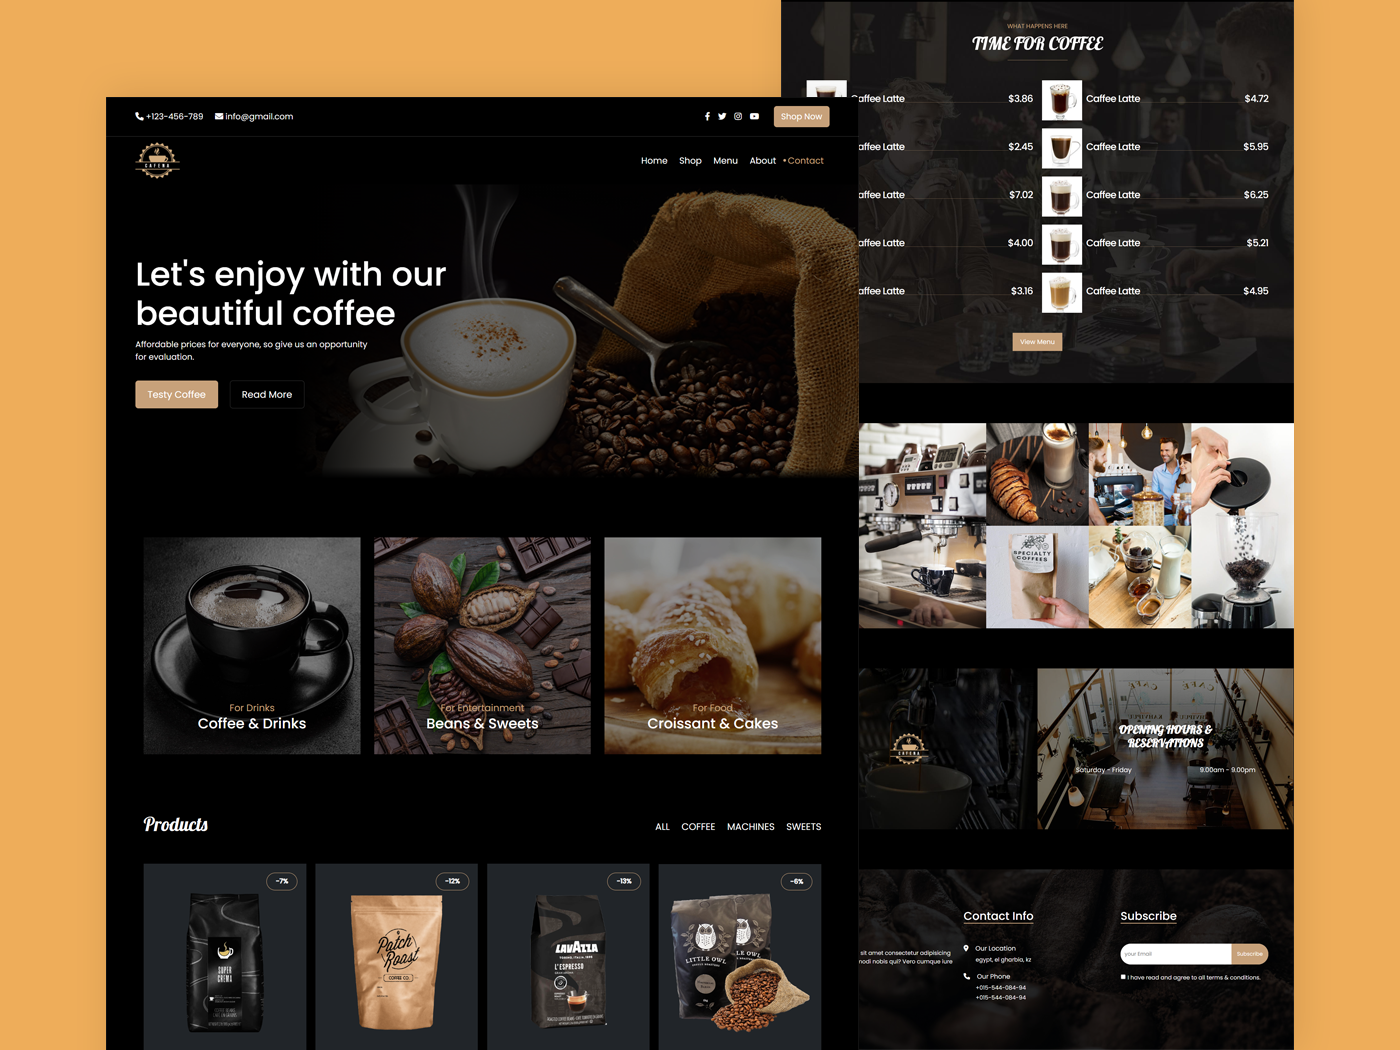 +123-456-789
info@gmail.com
Shop Now
CAFENA
Home
Shop
Menu
About
Contact
Let's enjoy with our
beautiful coffee
Affordable prices for everyone, so give us an opportunity
for evaluation.
Testy Coffee
Read More
For Drinks
Coffee & Drinks
For Entertainment
Beans & Sweets
For Food
Croissant & Cakes
Products
ALL
COFFEE
MACHINES
SWEETS
-7%
SUPER
CREMA
-12%
Patch
Roast
COFFEE CO.
-13%
LAVAZZA
TORINO, ITALIA, 1895
L'ESPRESSO
-6%
LITTLE OWL
WHAT HAPPENS HERE
TIME FOR COFFEE
Caffee Latte
$3.86
Caffee Latte
$4.72
affee Latte
$2.45
Caffee Latte
$5.95
affee Latte
$7.02
Caffee Latte
$6.25
affee Latte
$4.00
Caffee Latte
$5.21
affee Latte
$3.16
Caffee Latte
$4.95
View Menu
SPECIALTY
COFFEES
CAFENA
OPENING HOURS &
RESERVATIONS
Saturday - Friday
9.00am - 9.00pm
sit amet consectetur adipisicing
modi nobis qui? Vero cumque iure
Contact Info
Our Location
egypt, el gharbia, kz
Our Phone
+015-544-084-94
+015-544-084-94
Subscribe
your Email
Subscribe
I have read and agree to all terms & conditions.